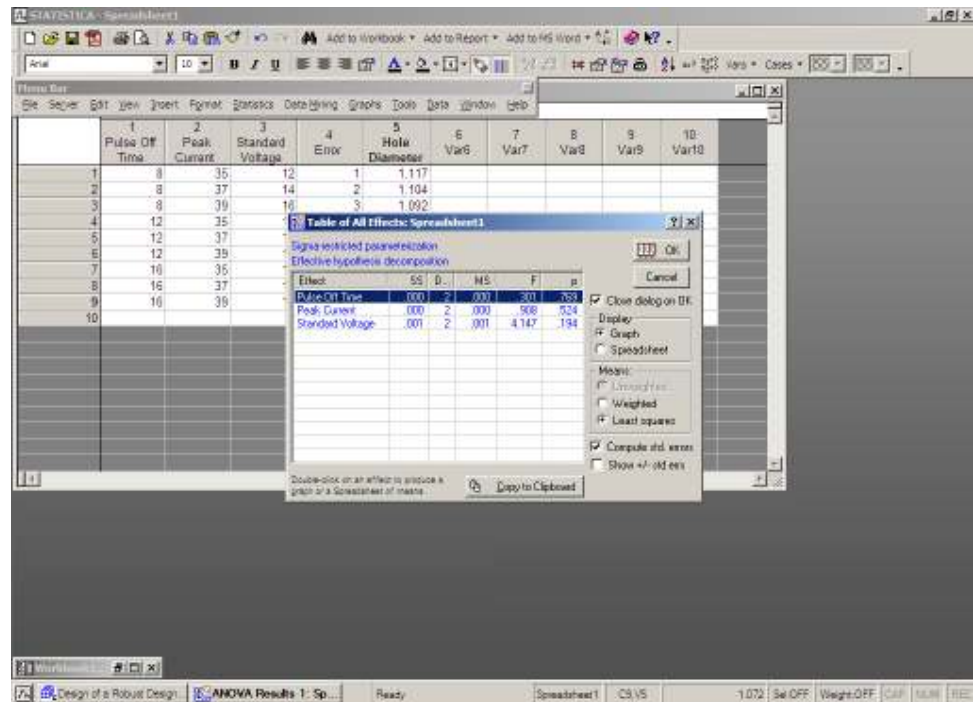 STATISTICA - Spreadsheet1
Add to Workbook Add to Report Add to MS Word
Arial 10 B I U Vars Cases
Menu Bar
File Edit View Insert Format Statistics Data Mining Graphs Tools Data Window Help
1 2 3 4 5 6 7 8 9 10
Pulse Off Time Peak Current Standard Voltage Error Hole Diameter Var6 Var7 Var8 Var9 Var10
1 8 35 12 1 1.117
2 8 37 14 2 1.104
3 8 39 16 3 1.092
4 12 35
5 12 37
6 12 39
7 16 35
8 16 37
9 16 39
10
Table of All Effects: Spreadsheet1
Sigma-restricted parameterization
Effective hypothesis decomposition
OK
Cancel
Effect SS D.. MS F p
Pulse Off Time .000 2 .000 .301 .769
Peak Current .000 2 .000 .908 .524
Standard Voltage .001 2 .001 4.147 .194
Close dialog on OK
Display
Graph
Spreadsheet
Means:
Weighted
Least squares
Compute std. errors
Show +/- std errs
Double-click on an effect to produce a
graph or a Spreadsheet of means.
Copy to Clipboard
Design of a Robust Design... ANOVA Results 1: Sp... Ready Spreadsheet1 C9,V5 1.072 Sel:OFF Weight:OFF CAP NUM REC